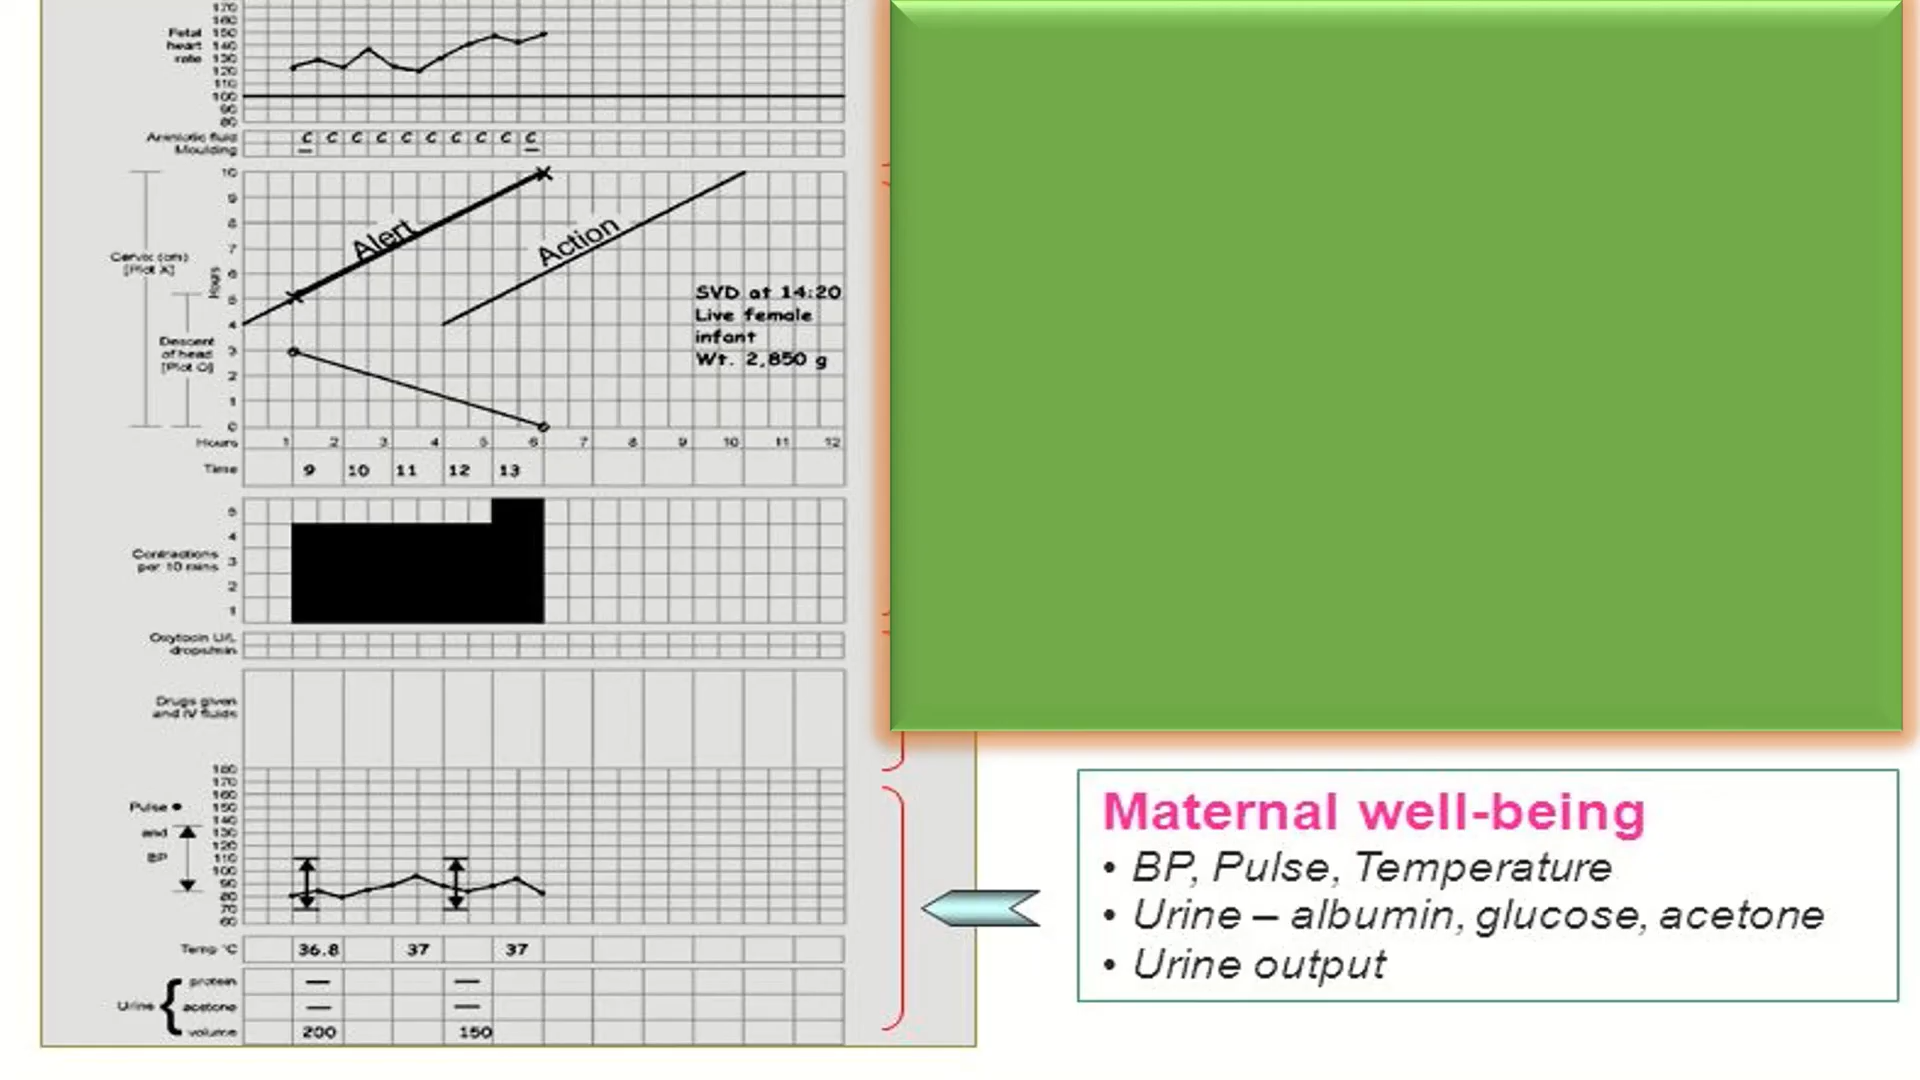 170
160
Fetal 150
heart 140
rate 130
120
110
100
90
80
Amniotic fluid C C C C C C C C C C
Moulding — —
10
9
8
7
Cervix (cm)
[Plot X]
6
5
4
Hours
Alert
Action
SVD at 14:20
Live female
infant
Wt. 2,850 g
Descent
of head
[Plot O]
3
2
1
0
Hours 1 2 3 4 5 6 7 8 9 10 11 12
Time 9 10 11 12 13
5
4
Contractions
per 10 mins 3
2
1
Oxytocin U/L
drops/min
Drugs given
and IV fluids
180
170
160
Pulse ● 150
140
and 130
120
BP 110
100
90
80
70
60
Temp °C 36.8 37 37
protein — —
Urine { acetone — —
volume 200 150
Maternal well-being
• BP, Pulse, Temperature
• Urine – albumin, glucose, acetone
• Urine output